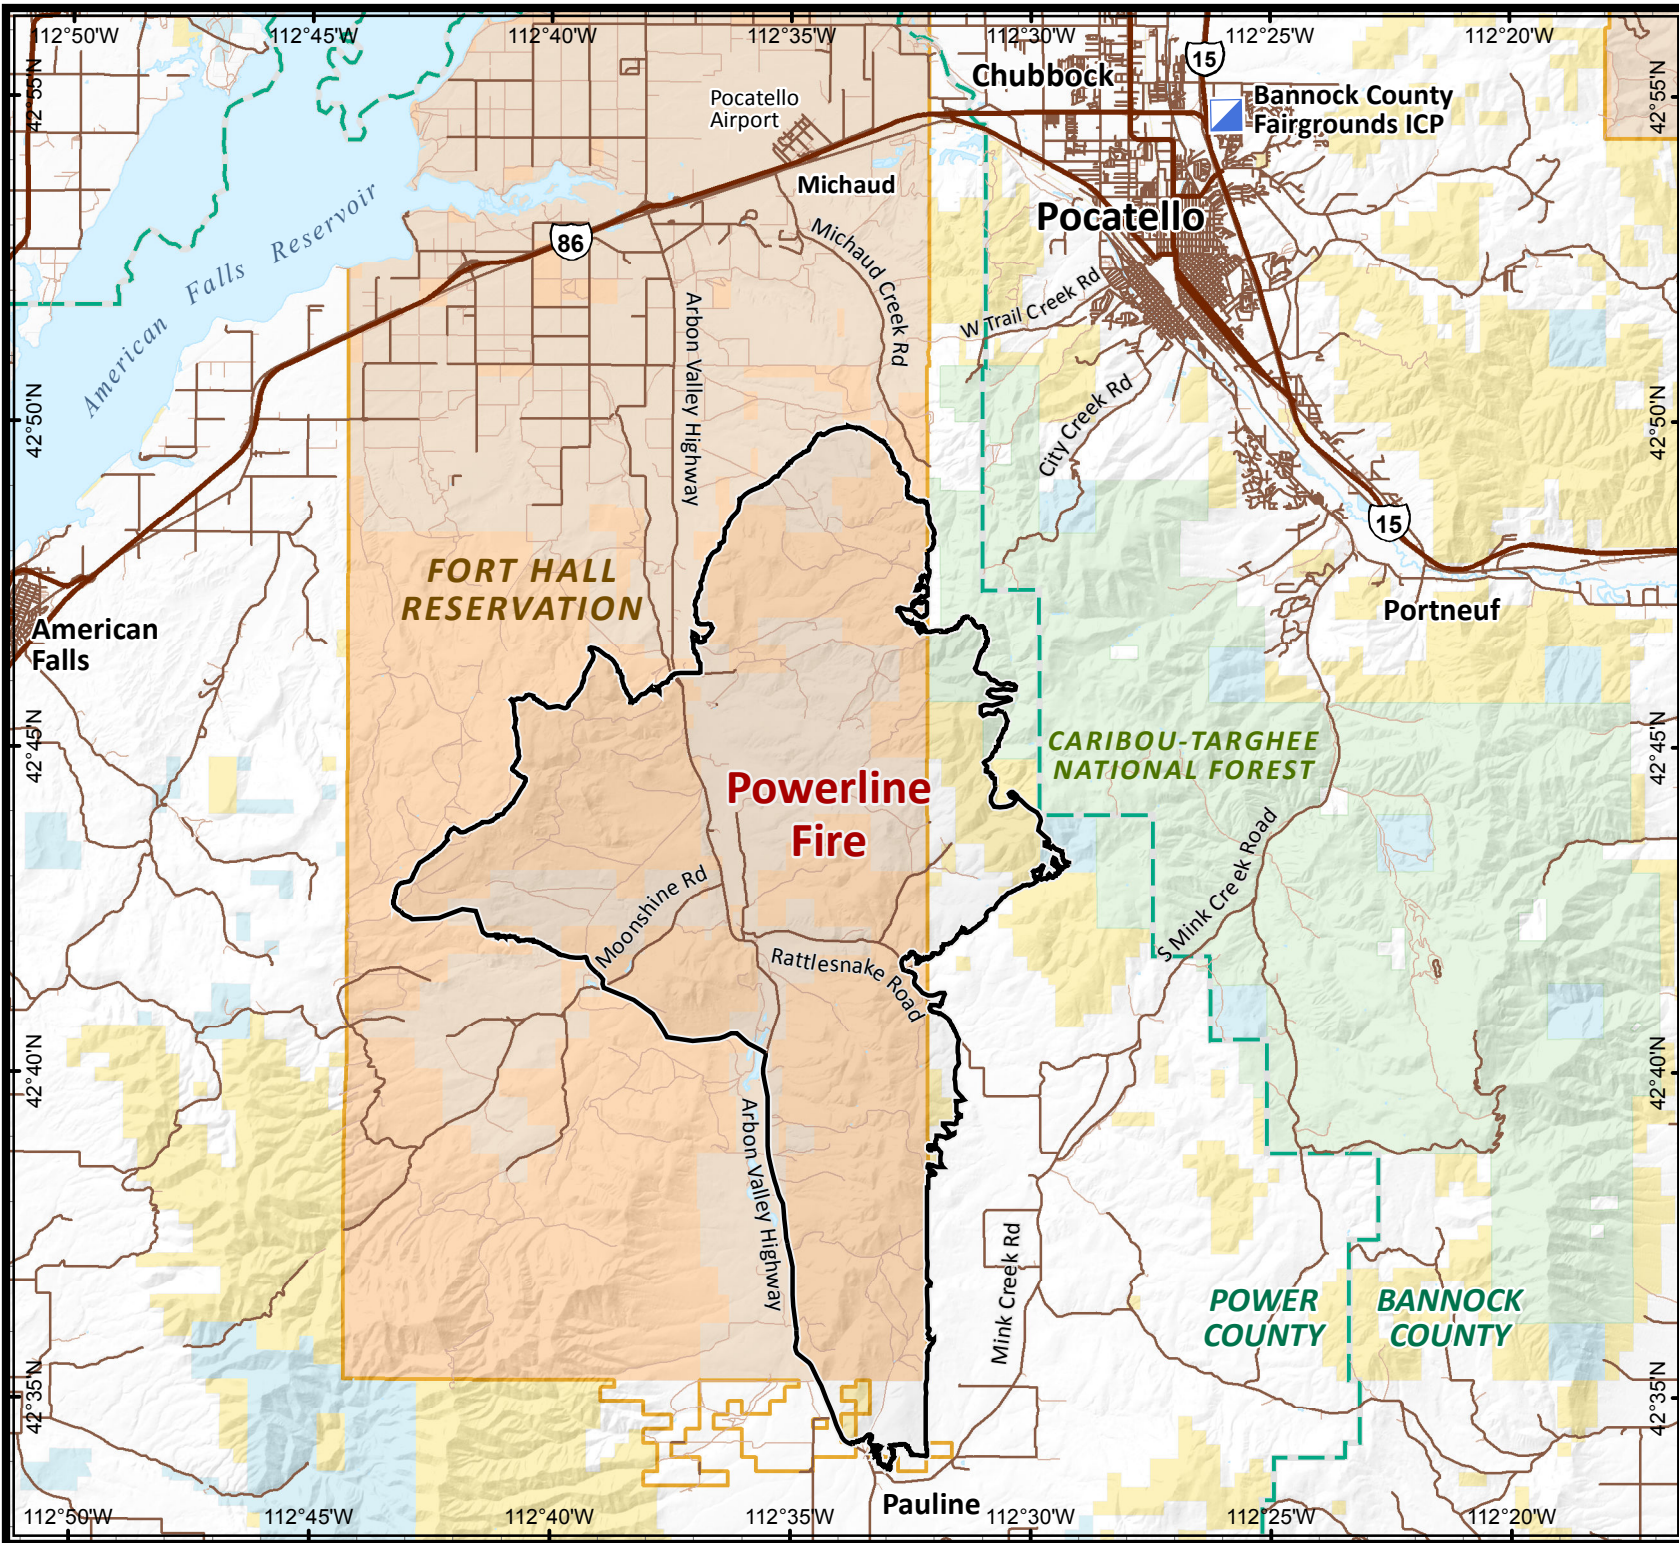 112°50'W
112°45'W
112°40'W
112°35'W
112°30'W
112°25'W
112°20'W
42°55'N
42°55'N
15
Chubbock
Bannock County
Fairgrounds ICP
Pocatello
Airport
Michaud
Pocatello
86
Michaud Creek Rd
W Trail Creek Rd
American Falls Reservoir
Arbon Valley Highway
City Creek Rd
42°50'N
42°50'N
15
FORT HALL
RESERVATION
American
Falls
Portneuf
42°45'N
42°45'N
CARIBOU-TARGHEE
NATIONAL FOREST
Powerline
Fire
S Mink Creek Road
Moonshine Rd
Rattlesnake Road
42°40'N
42°40'N
Arbon Valley Highway
Mink Creek Rd
POWER
COUNTY
BANNOCK
COUNTY
42°35'N
42°35'N
Pauline
112°50'W
112°45'W
112°40'W
112°35'W
112°30'W
112°25'W
112°20'W